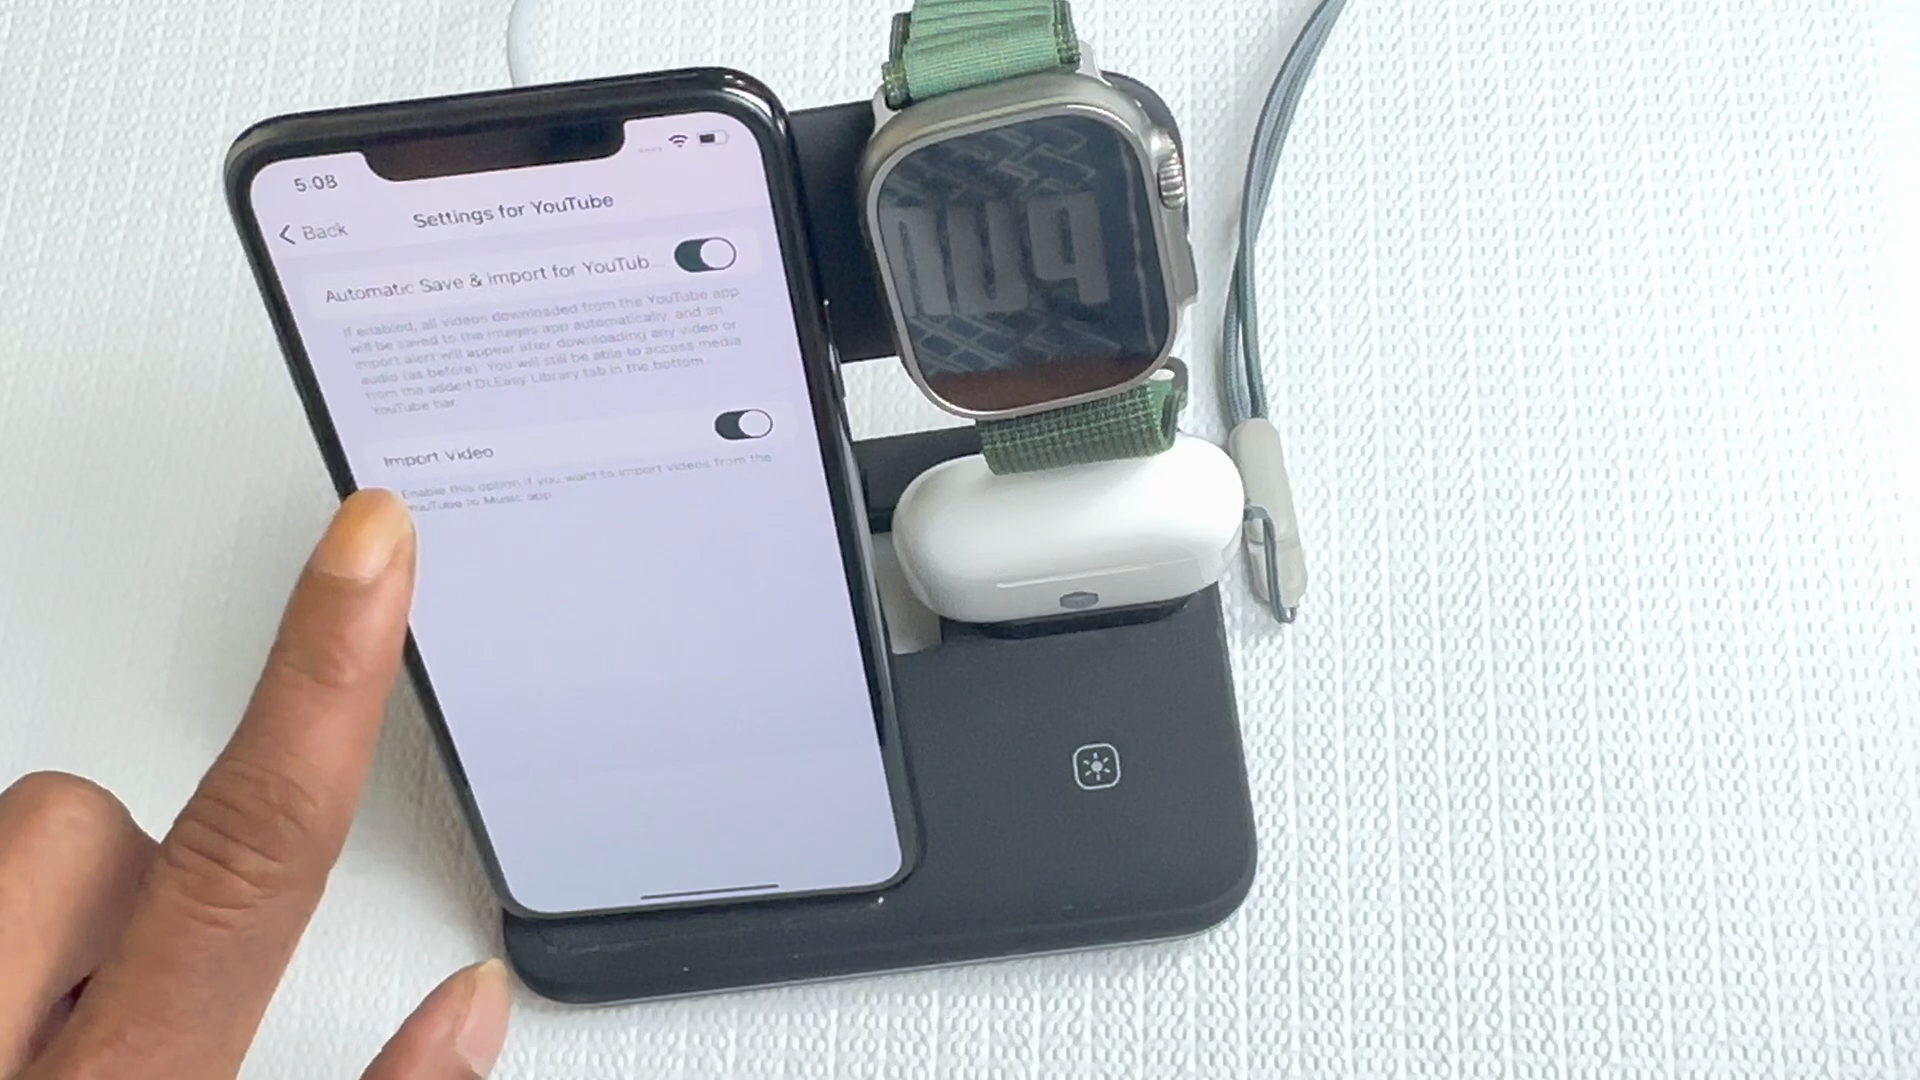 5.08
Back
Settings for YouTube
Automatic Save & import for YouTub...
If enabled, all videos downloaded from the YouTube app
will be saved to the images app automatically, and an
import alert will appear after downloading any video or
audio (as before). You will still be able to access media
from the added DLEasy Library tab in the bottom
YouTube bar.
Import Video
Enable this option if you want to import videos from the
YouTube to Music app